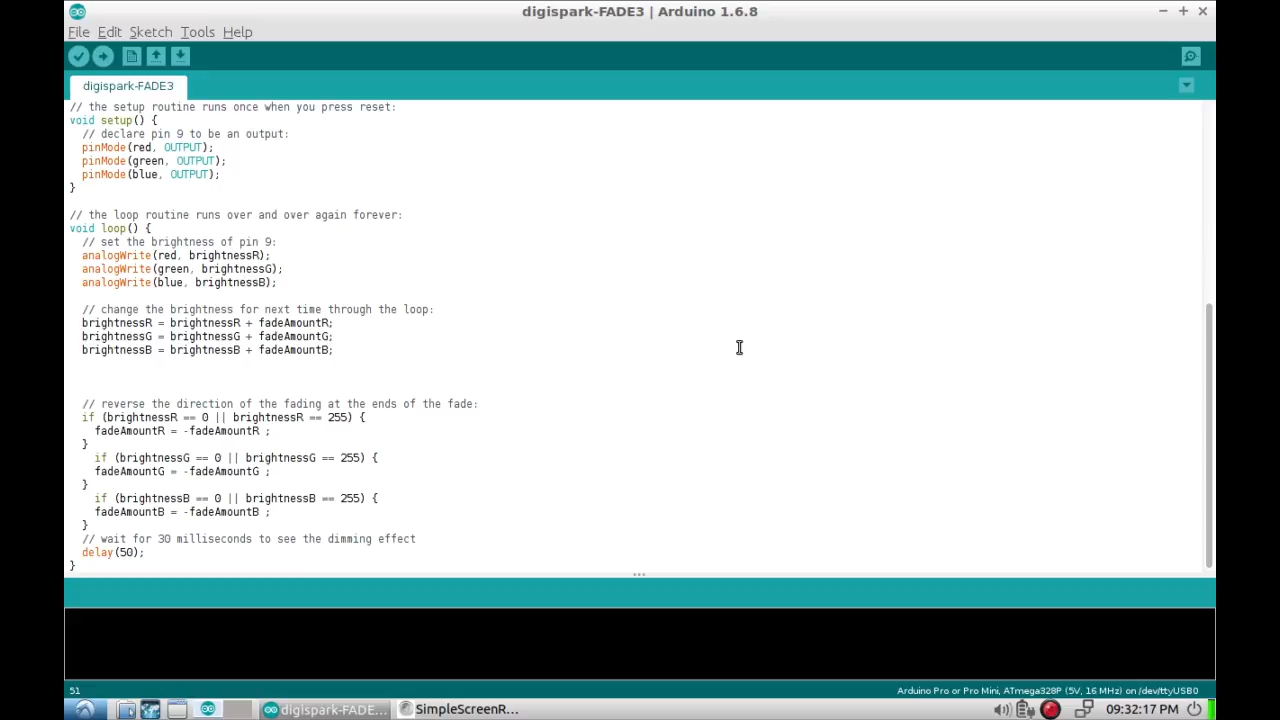 digispark-FADE3 | Arduino 1.6.8
File Edit Sketch Tools Help
digispark-FADE3
// the setup routine runs once when you press reset:
void setup() {
  // declare pin 9 to be an output:
  pinMode(red, OUTPUT);
  pinMode(green, OUTPUT);
  pinMode(blue, OUTPUT);
}
// the loop routine runs over and over again forever:
void loop() {
  // set the brightness of pin 9:
  analogWrite(red, brightnessR);
  analogWrite(green, brightnessG);
  analogWrite(blue, brightnessB);
  // change the brightness for next time through the loop:
  brightnessR = brightnessR + fadeAmountR;
  brightnessG = brightnessG + fadeAmountG;
  brightnessB = brightnessB + fadeAmountB;
  // reverse the direction of the fading at the ends of the fade:
  if (brightnessR == 0 || brightnessR == 255) {
    fadeAmountR = -fadeAmountR ;
  }
    if (brightnessG == 0 || brightnessG == 255) {
    fadeAmountG = -fadeAmountG ;
  }
    if (brightnessB == 0 || brightnessB == 255) {
    fadeAmountB = -fadeAmountB ;
  }
  // wait for 30 milliseconds to see the dimming effect
  delay(50);
}
51
Arduino Pro or Pro Mini, ATmega328P (5V, 16 MHz) on /dev/ttyUSB0
digispark-FADE...
SimpleScreenR...
09:32:17 PM